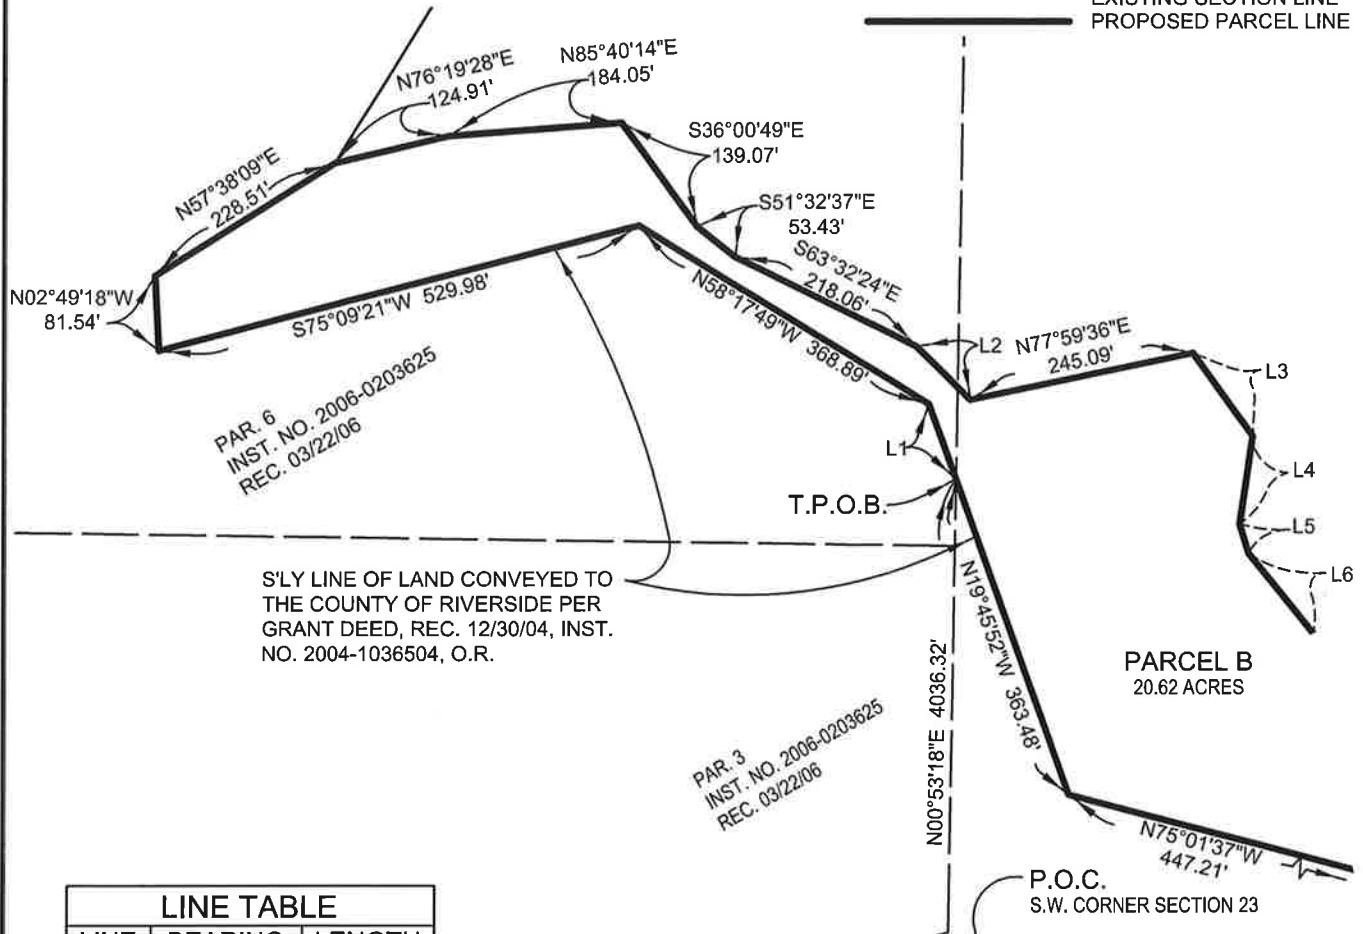 EXISTING SECTION LINE
PROPOSED PARCEL LINE
N76°19'28"E
124.91'
N85°40'14"E
184.05'
S36°00'49"E
139.07'
N57°38'09"E
228.51'
S51°32'37"E
53.43'
S63°32'24"E
218.06'
N02°49'18"W
81.54'
S75°09'21"W 529.98'
N58°17'49"W 368.89'
L2
N77°59'36"E
245.09'
L3
L1
L4
L5
L6
PAR. 6
INST. NO. 2006-0203625
REC. 03/22/06
T.P.O.B.
S'LY LINE OF LAND CONVEYED TO
THE COUNTY OF RIVERSIDE PER
GRANT DEED, REC. 12/30/04, INST.
NO. 2004-1036504, O.R.
N19°45'52"W 363.48'
PARCEL B
20.62 ACRES
N00°53'18"E 4036.32'
PAR. 3
INST. NO. 2006-0203625
REC. 03/22/06
N75°01'37"W
447.21'
P.O.C.
S.W. CORNER SECTION 23
LINE TABLE
LINE BEARING LENGTH